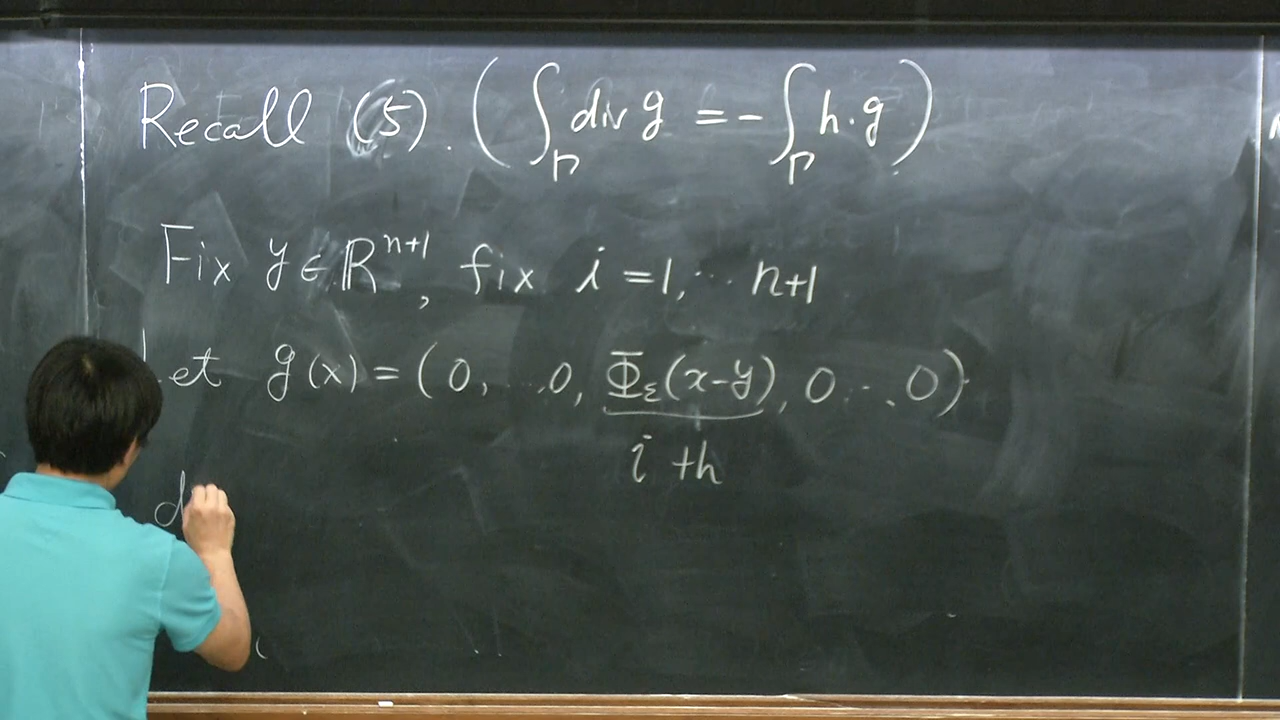 Recall (5). ( ∫_Γ div g = - ∫_Γ h · g )
Fix y ∈ ℝ^{n+1}, fix i = 1, ... n+1
Let g(x) = ( 0, ... 0, Φ_ε(x-y), 0 ... 0 )
i th
d